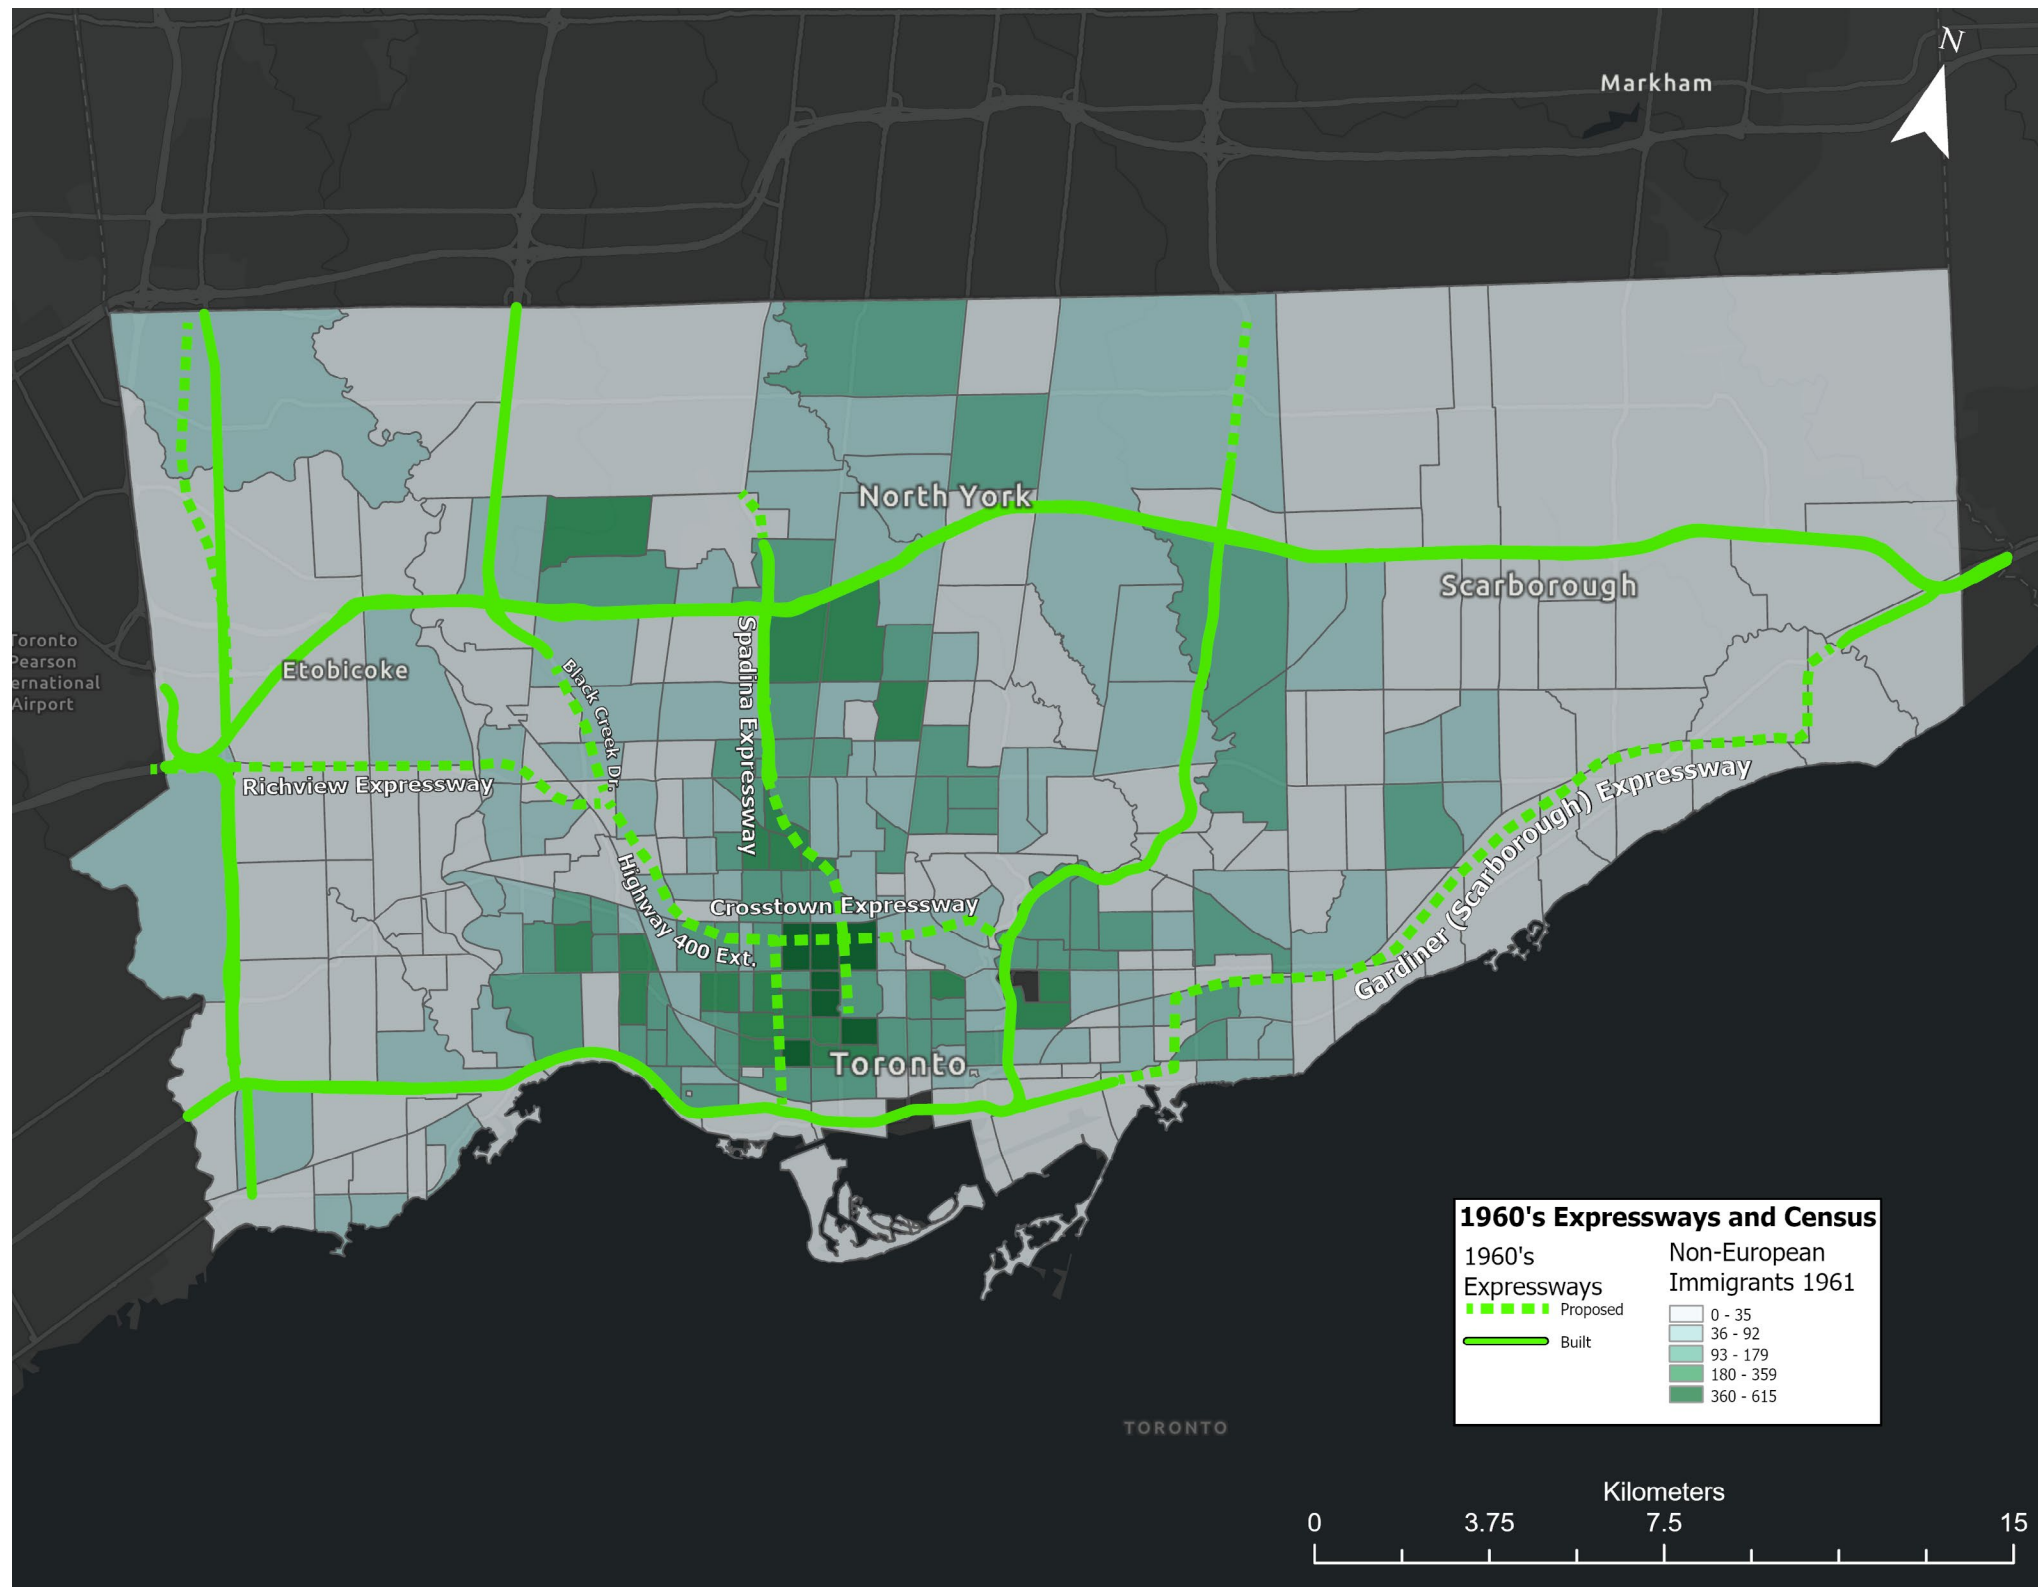 N
Markham
North York
Scarborough
Toronto
Pearson
ernational
Airport
Etobicoke
Spadina Expressway
Black Creek Dr.
Richview Expressway
Gardiner (Scarborough) Expressway
Highway 400 Ext.
Crosstown Expressway
Toronto
1960's Expressways and Census
1960's
Expressways
Proposed
Built
Non-European
Immigrants 1961
0 - 35
36 - 92
93 - 179
180 - 359
360 - 615
TORONTO
Kilometers
0 3.75 7.5 15